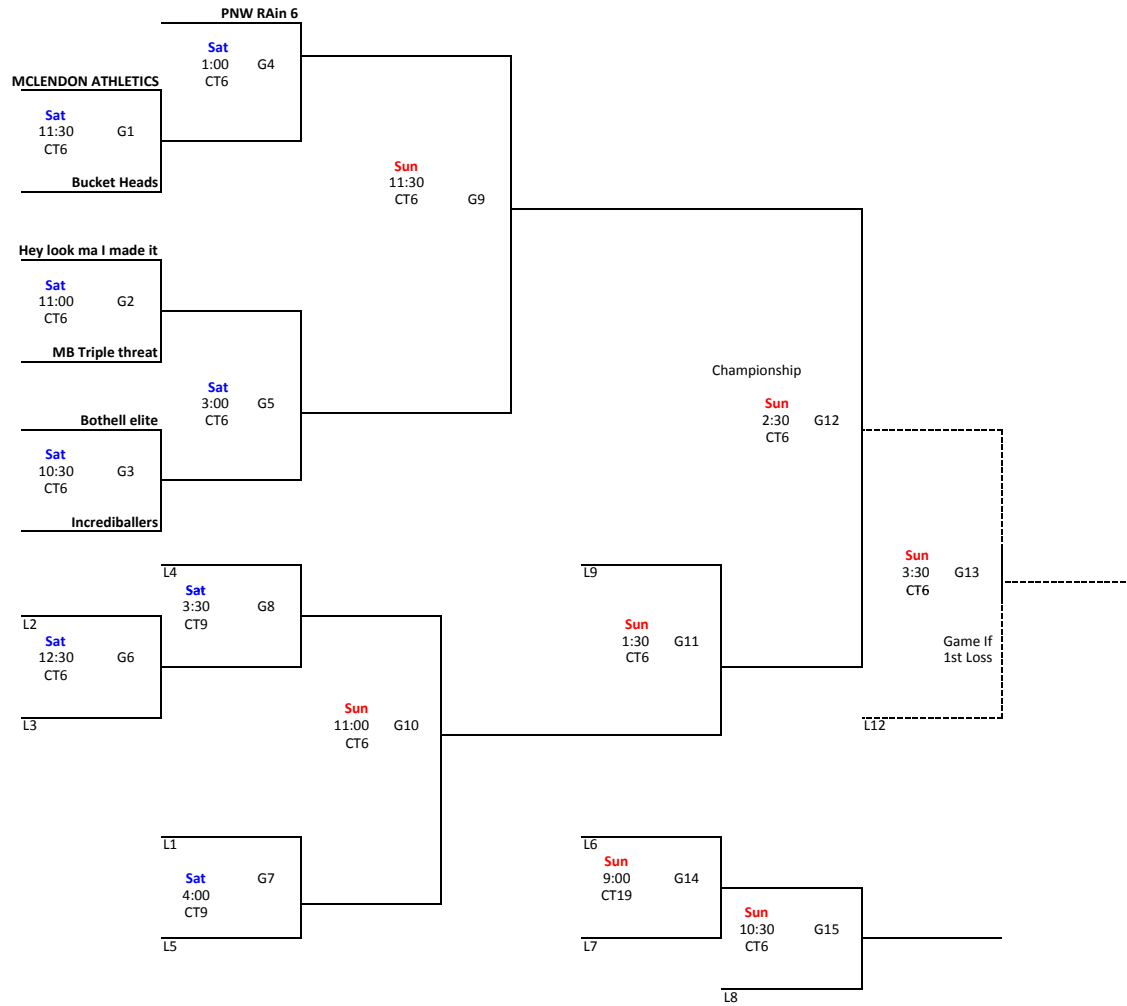 PNW RAin 6
Sat
1:00 G4
CT6
MCLENDON ATHLETICS
Sat
11:30 G1
CT6
Bucket Heads
Sun
11:30
CT6 G9
Hey look ma I made it
Sat
11:00 G2
CT6
MB Triple threat
Sat
3:00 G5
CT6
Bothell elite
Sat
10:30 G3
CT6
Incrediballers
Championship
Sun
2:30 G12
CT6
L4
Sat
3:30 G8
CT9
L2
Sat
12:30 G6
CT6
L3
Sun
11:00 G10
CT6
L9
Sun
1:30 G11
CT6
Sun
3:30 G13
CT6
Game If
1st Loss
L12
L1
Sat G7
4:00
CT9
L5
L6
Sun
9:00 G14
CT19
L7
Sun
10:30 G15
CT6
L8